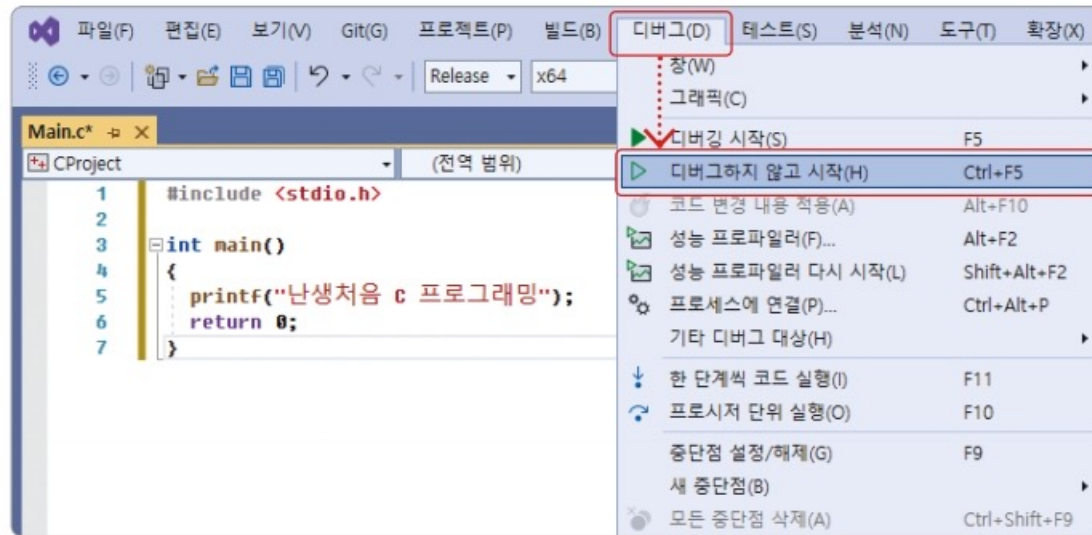 파일(F) 편집(E) 보기(V) Git(G) 프로젝트(P) 빌드(B) 디버그(D) 테스트(S) 분석(N) 도구(T) 확장(X)
Release x64
창(W)
그래픽(C)
디버깅 시작(S) F5
디버그하지 않고 시작(H) Ctrl+F5
코드 변경 내용 적용(A) Alt+F10
성능 프로파일러(F)... Alt+F2
성능 프로파일러 다시 시작(L) Shift+Alt+F2
프로세스에 연결(P)... Ctrl+Alt+P
기타 디버그 대상(H)
한 단계씩 코드 실행(I) F11
프로시저 단위 실행(O) F10
중단점 설정/해제(G) F9
새 중단점(B)
모든 중단점 삭제(A) Ctrl+Shift+F9
Main.c*
CProject (전역 범위)
1 #include <stdio.h>
2
3 int main()
4 {
5 printf("난생처음 C 프로그래밍");
6 return 0;
7 }